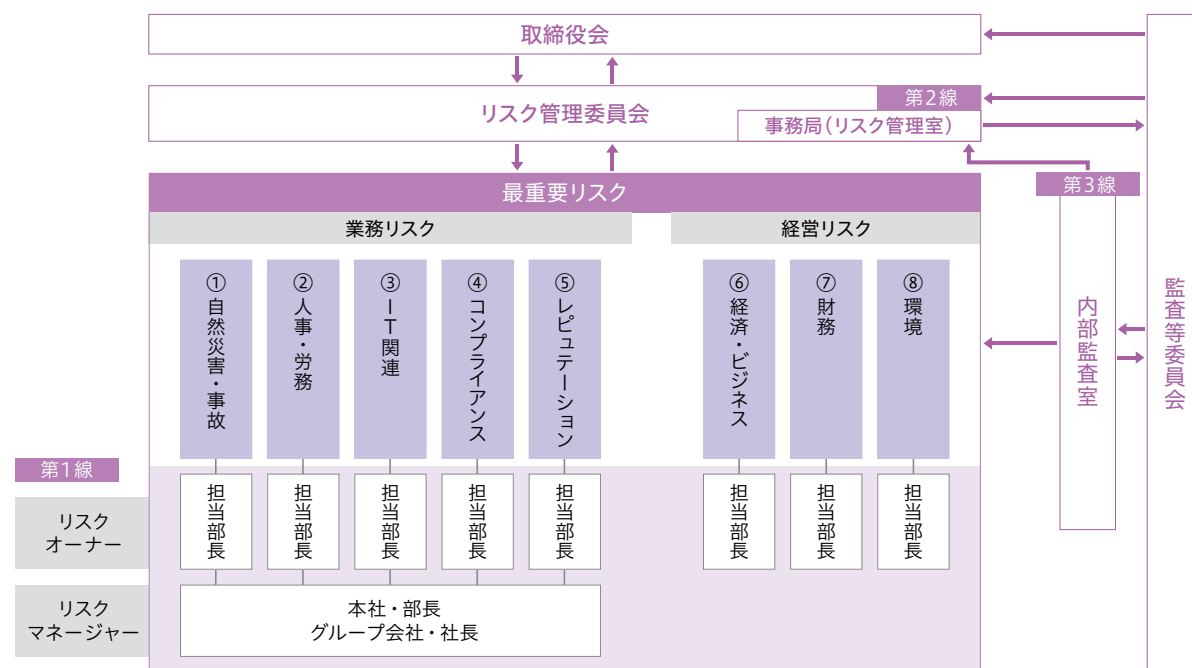 取締役会
第2線
リスク管理委員会
事務局（リスク管理室）
最重要リスク
第3線
業務リスク
経営リスク
①自然災害・事故
②人事・労務
③IT関連
④コンプライアンス
⑤レピュテーション
⑥経済・ビジネス
⑦財務
⑧環境
内部監査室
監査等委員会
第1線
リスク
オーナー
担当部長
担当部長
担当部長
担当部長
担当部長
担当部長
担当部長
担当部長
リスク
マネージャー
本社・部長
グループ会社・社長